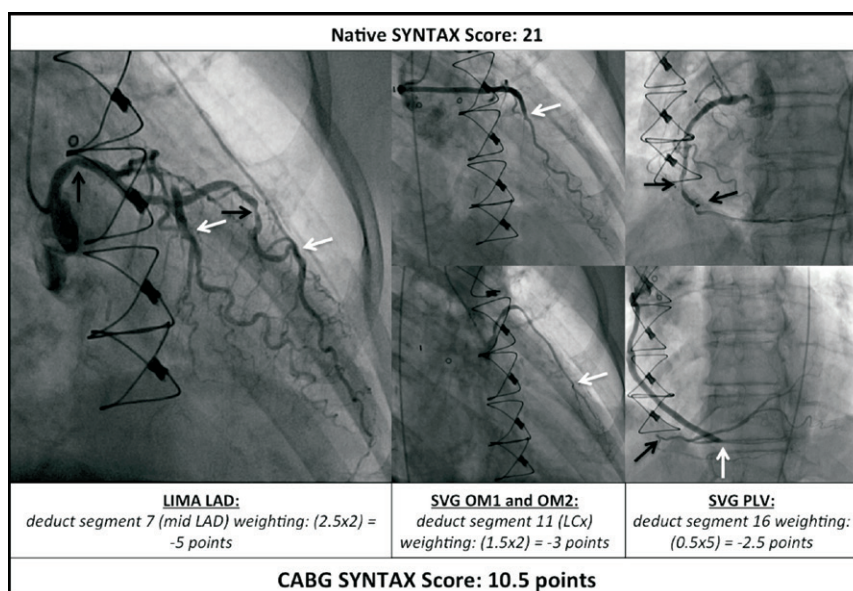 Native SYNTAX Score: 21
LIMA LAD:
deduct segment 7 (mid LAD) weighting: (2.5x2) =
-5 points
SVG OM1 and OM2:
deduct segment 11 (LCx)
weighting: (1.5x2) = -3 points
SVG PLV:
deduct segment 16 weighting:
(0.5x5) = -2.5 points
CABG SYNTAX Score: 10.5 points